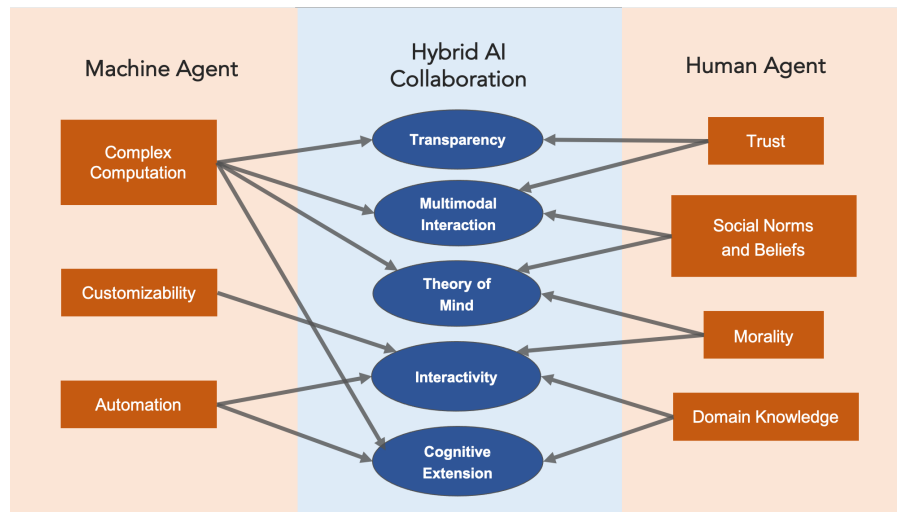 Machine Agent
Hybrid AI
Collaboration
Human Agent
Complex
Computation
Customizability
Automation
Transparency
Multimodal
Interaction
Theory of
Mind
Interactivity
Cognitive
Extension
Trust
Social Norms
and Beliefs
Morality
Domain Knowledge